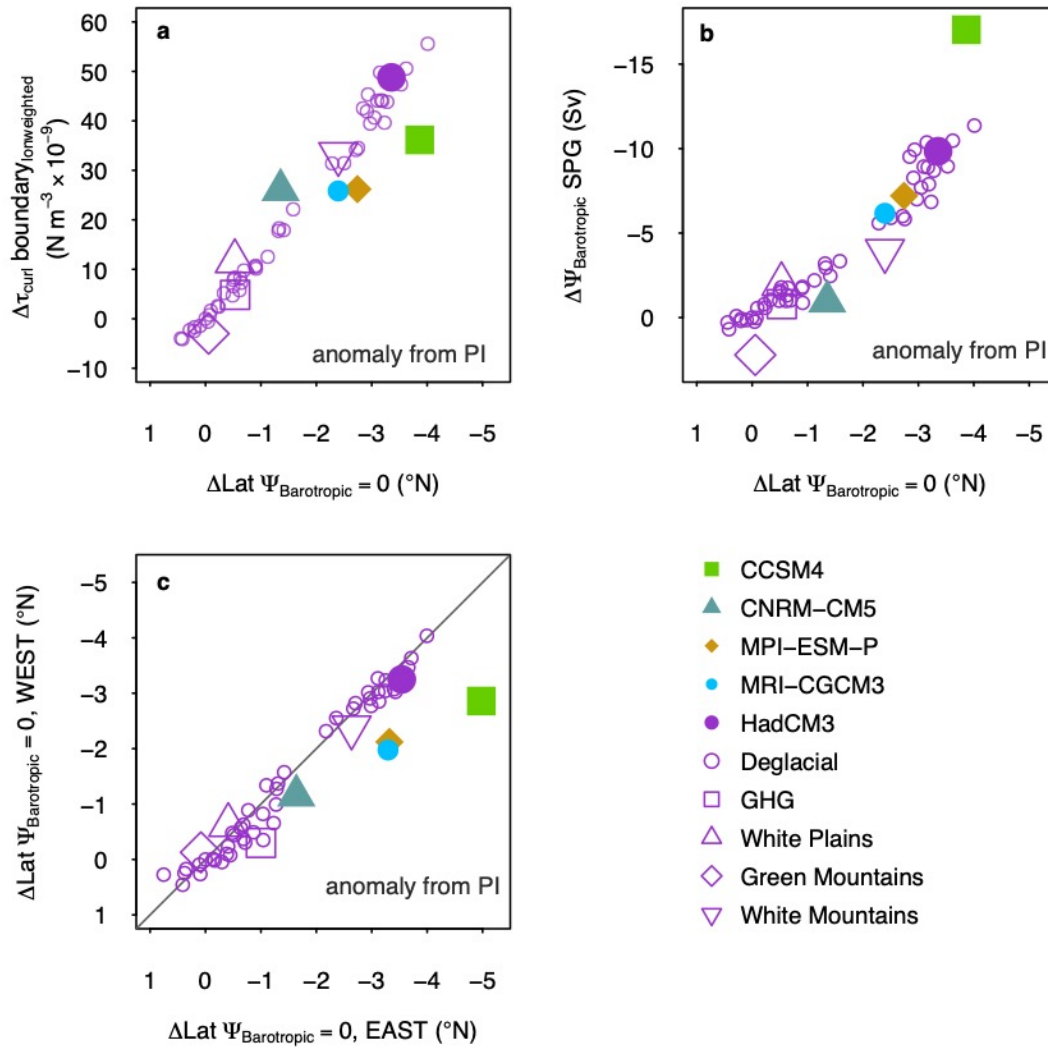 a
60
50
40
30
20
10
0
−10
Δτcurl boundarylonweighted
(N m−3 × 10−9)
anomaly from PI
1 0 −1 −2 −3 −4 −5
ΔLat ΨBarotropic = 0 (°N)
b
−15
−10
−5
0
ΔΨBarotropic SPG (Sv)
anomaly from PI
1 0 −1 −2 −3 −4 −5
ΔLat ΨBarotropic = 0 (°N)
c
−5
−4
−3
−2
−1
0
1
ΔLat ΨBarotropic = 0, WEST (°N)
anomaly from PI
1 0 −1 −2 −3 −4 −5
ΔLat ΨBarotropic = 0, EAST (°N)
CCSM4
CNRM−CM5
MPI−ESM−P
MRI−CGCM3
HadCM3
Deglacial
GHG
White Plains
Green Mountains
White Mountains